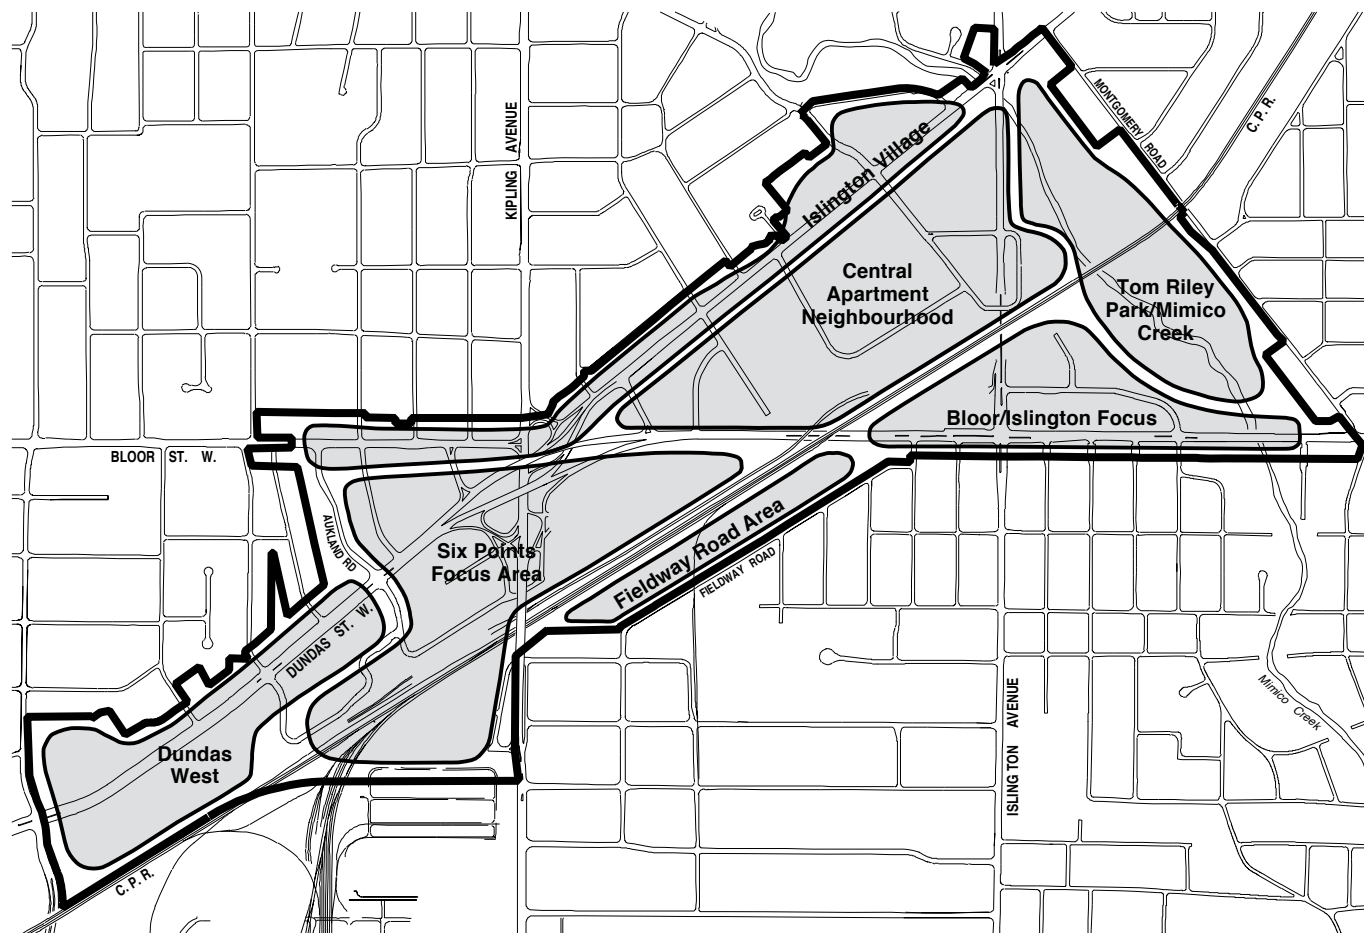 MONTGOMERY ROAD
C. P. R.
KIPLING AVENUE
Islington Village
Central
Apartment
Neighbourhood
Tom Riley
Park/Mimico
Creek
Bloor/Islington Focus
BLOOR ST. W.
AUKLAND RD
Six Points
Focus Area
Fieldway Road Area
FIELDWAY ROAD
DUNDAS ST. W.
Mimico Creek
ISLINGTON AVENUE
Dundas
West
C. P. R.